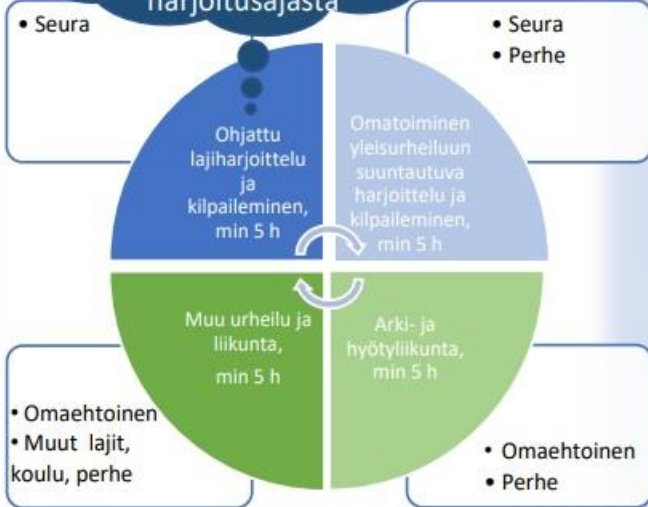 harjoitusajasta
• Seura
• Seura
• Perhe
Ohjattu
lajiharjoittelu
ja
kilpaileminen,
min 5 h
Omatoiminen
yleisurheiluun
suuntautuva
harjoittelu ja
kilpaileminen,
min 5 h
Muu urheilu ja
liikunta,
min 5 h
Arki- ja
hyötyliikunta,
min 5 h
• Omaehtoinen
• Muut lajit,
koulu, perhe
• Omaehtoinen
• Perhe